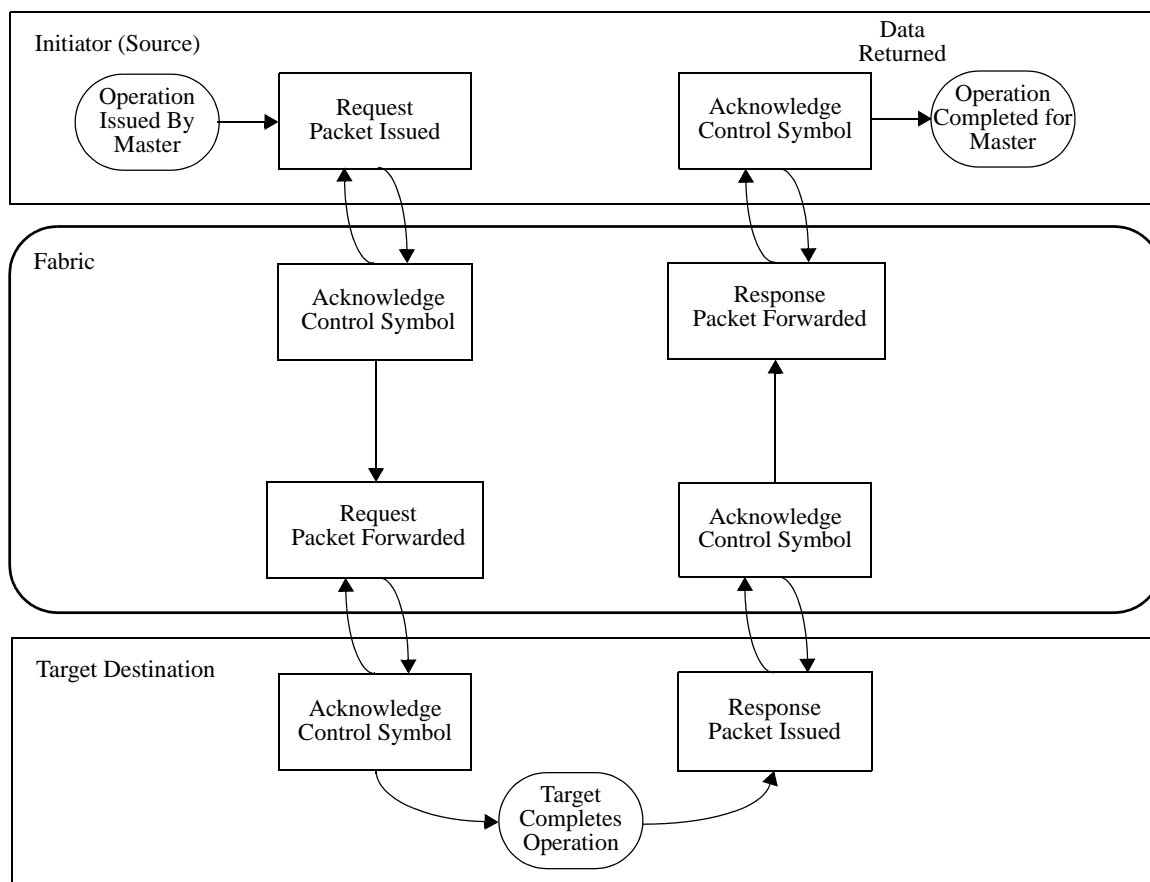 Initiator (Source)
Data
Returned
Operation
Issued By
Master
Request
Packet Issued
Acknowledge
Control Symbol
Operation
Completed for
Master
Fabric
Acknowledge
Control Symbol
Response
Packet Forwarded
Request
Packet Forwarded
Acknowledge
Control Symbol
Target Destination
Acknowledge
Control Symbol
Response
Packet Issued
Target
Completes
Operation